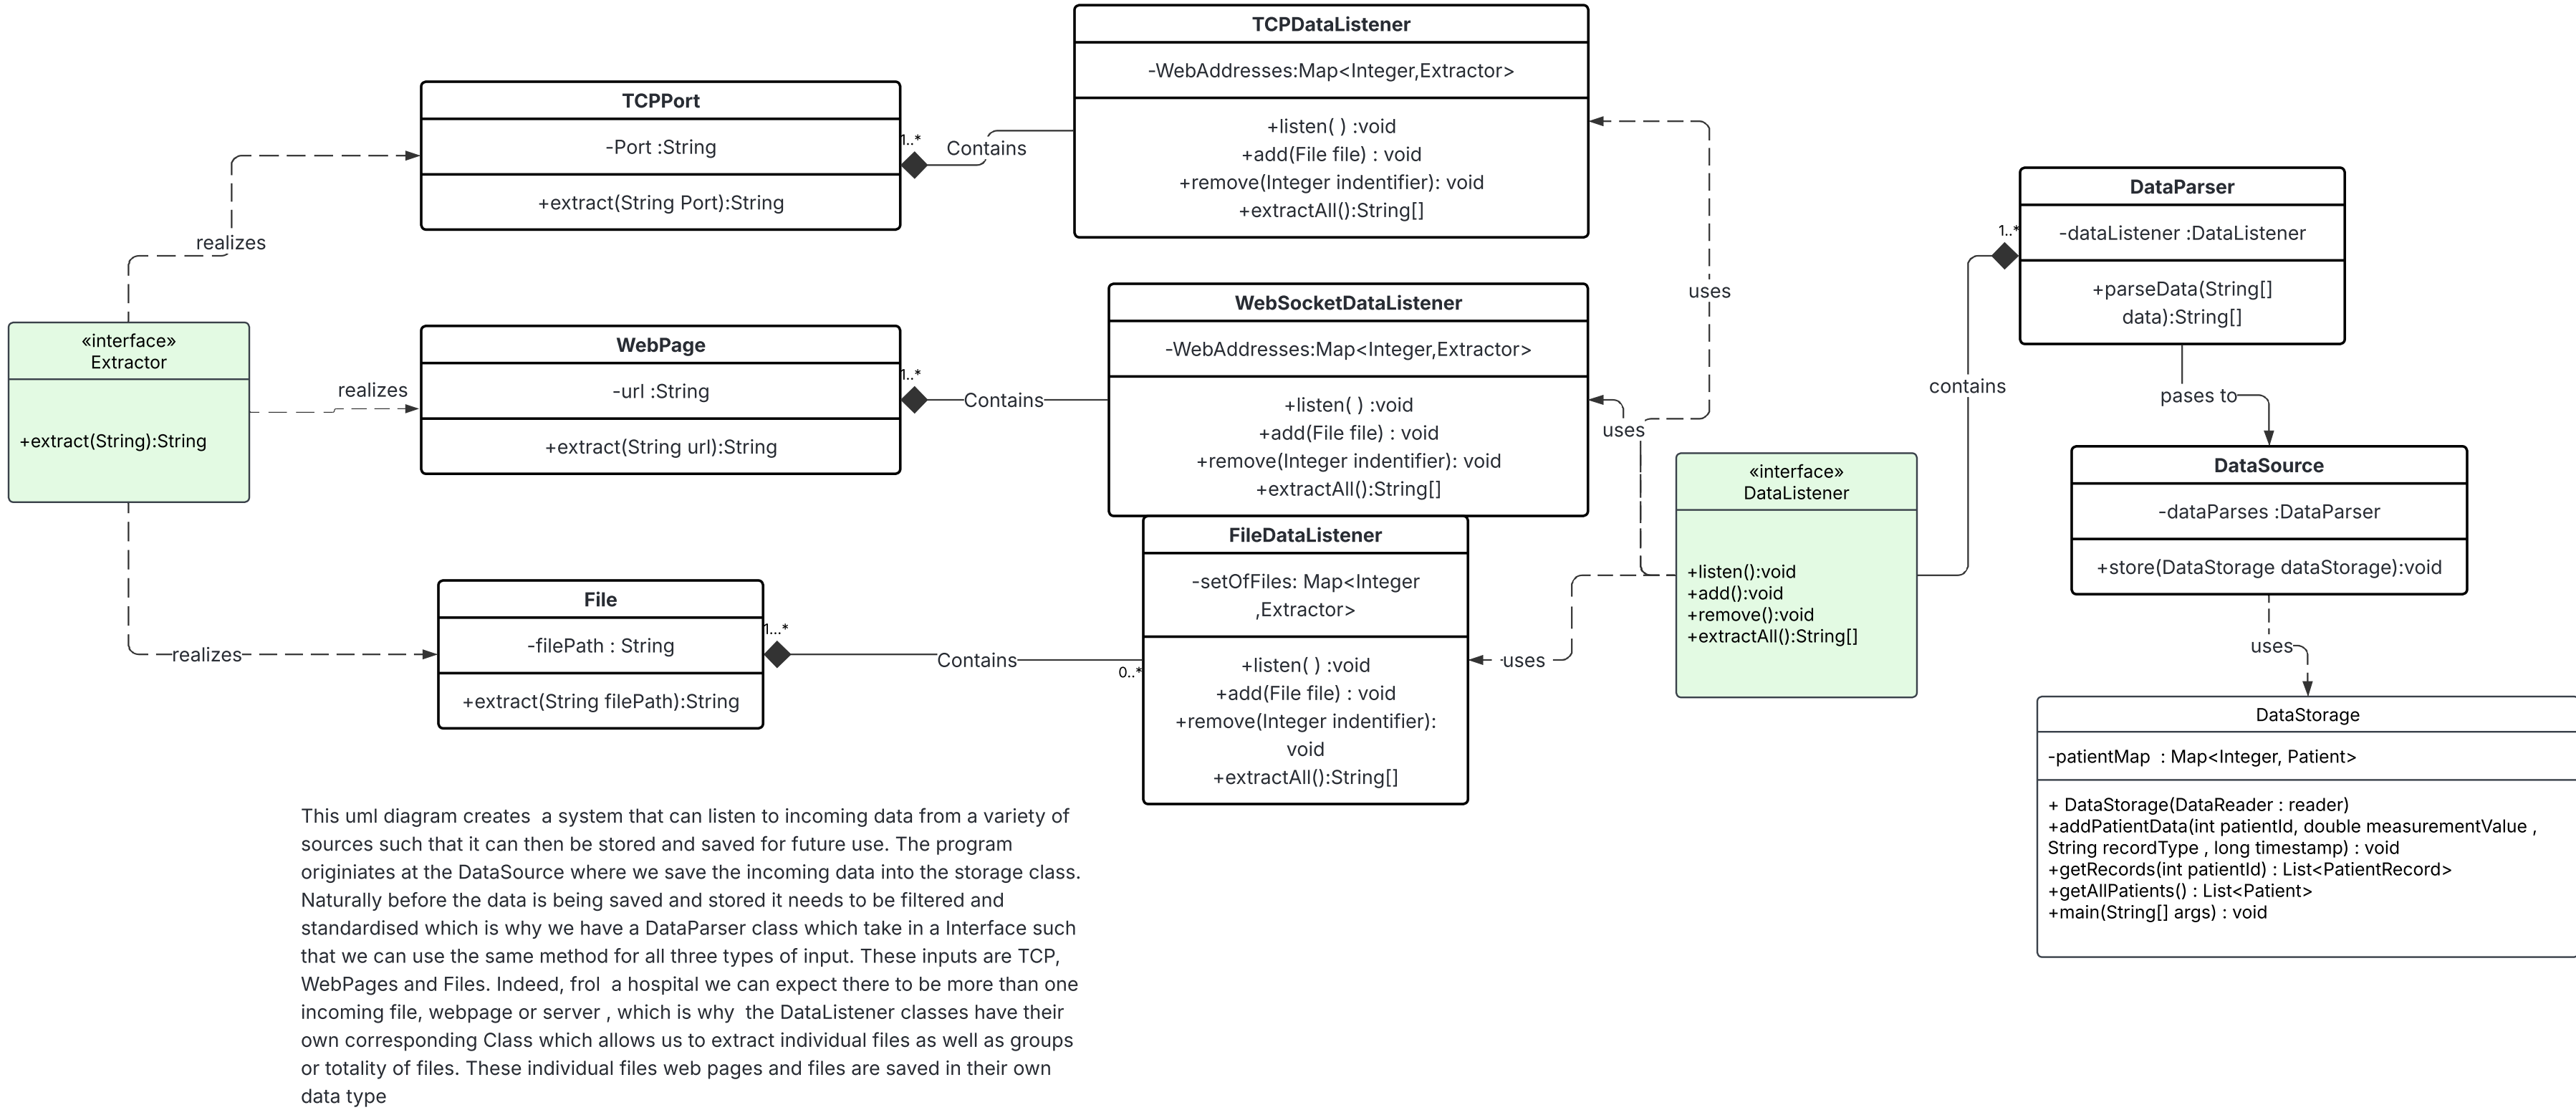 TCPDataListener
-WebAddresses:Map<Integer,Extractor>
+listen( ) :void
+add(File file) : void
+remove(Integer indentifier): void
+extractAll():String[]
TCPPort
-Port :String
+extract(String Port):String
1..*
Contains
realizes
uses
DataParser
-dataListener :DataListener
+parseData(String[]
data):String[]
1..*
WebSocketDataListener
-WebAddresses:Map<Integer,Extractor>
+listen( ) :void
+add(File file) : void
+remove(Integer indentifier): void
+extractAll():String[]
«interface»
Extractor
+extract(String):String
realizes
WebPage
-url :String
+extract(String url):String
1..*
Contains
uses
contains
pases to
«interface»
DataListener
+listen():void
+add():void
+remove():void
+extractAll():String[]
DataSource
-dataParses :DataParser
+store(DataStorage dataStorage):void
FileDataListener
-setOfFiles: Map<Integer
,Extractor>
+listen( ) :void
+add(File file) : void
+remove(Integer indentifier):
void
+extractAll():String[]
File
-filePath : String
+extract(String filePath):String
1...*
realizes
Contains
0..*
uses
uses
DataStorage
-patientMap  : Map<Integer, Patient>
+ DataStorage(DataReader : reader)
+addPatientData(int patientId, double measurementValue ,
String recordType , long timestamp) : void
+getRecords(int patientId) : List<PatientRecord>
+getAllPatients() : List<Patient>
+main(String[] args) : void
This uml diagram creates  a system that can listen to incoming data from a variety of
sources such that it can then be stored and saved for future use. The program
originiates at the DataSource where we save the incoming data into the storage class.
Naturally before the data is being saved and stored it needs to be filtered and
standardised which is why we have a DataParser class which take in a Interface such
that we can use the same method for all three types of input. These inputs are TCP,
WebPages and Files. Indeed, frol  a hospital we can expect there to be more than one
incoming file, webpage or server , which is why  the DataListener classes have their
own corresponding Class which allows us to extract individual files as well as groups
or totality of files. These individual files web pages and files are saved in their own
data type